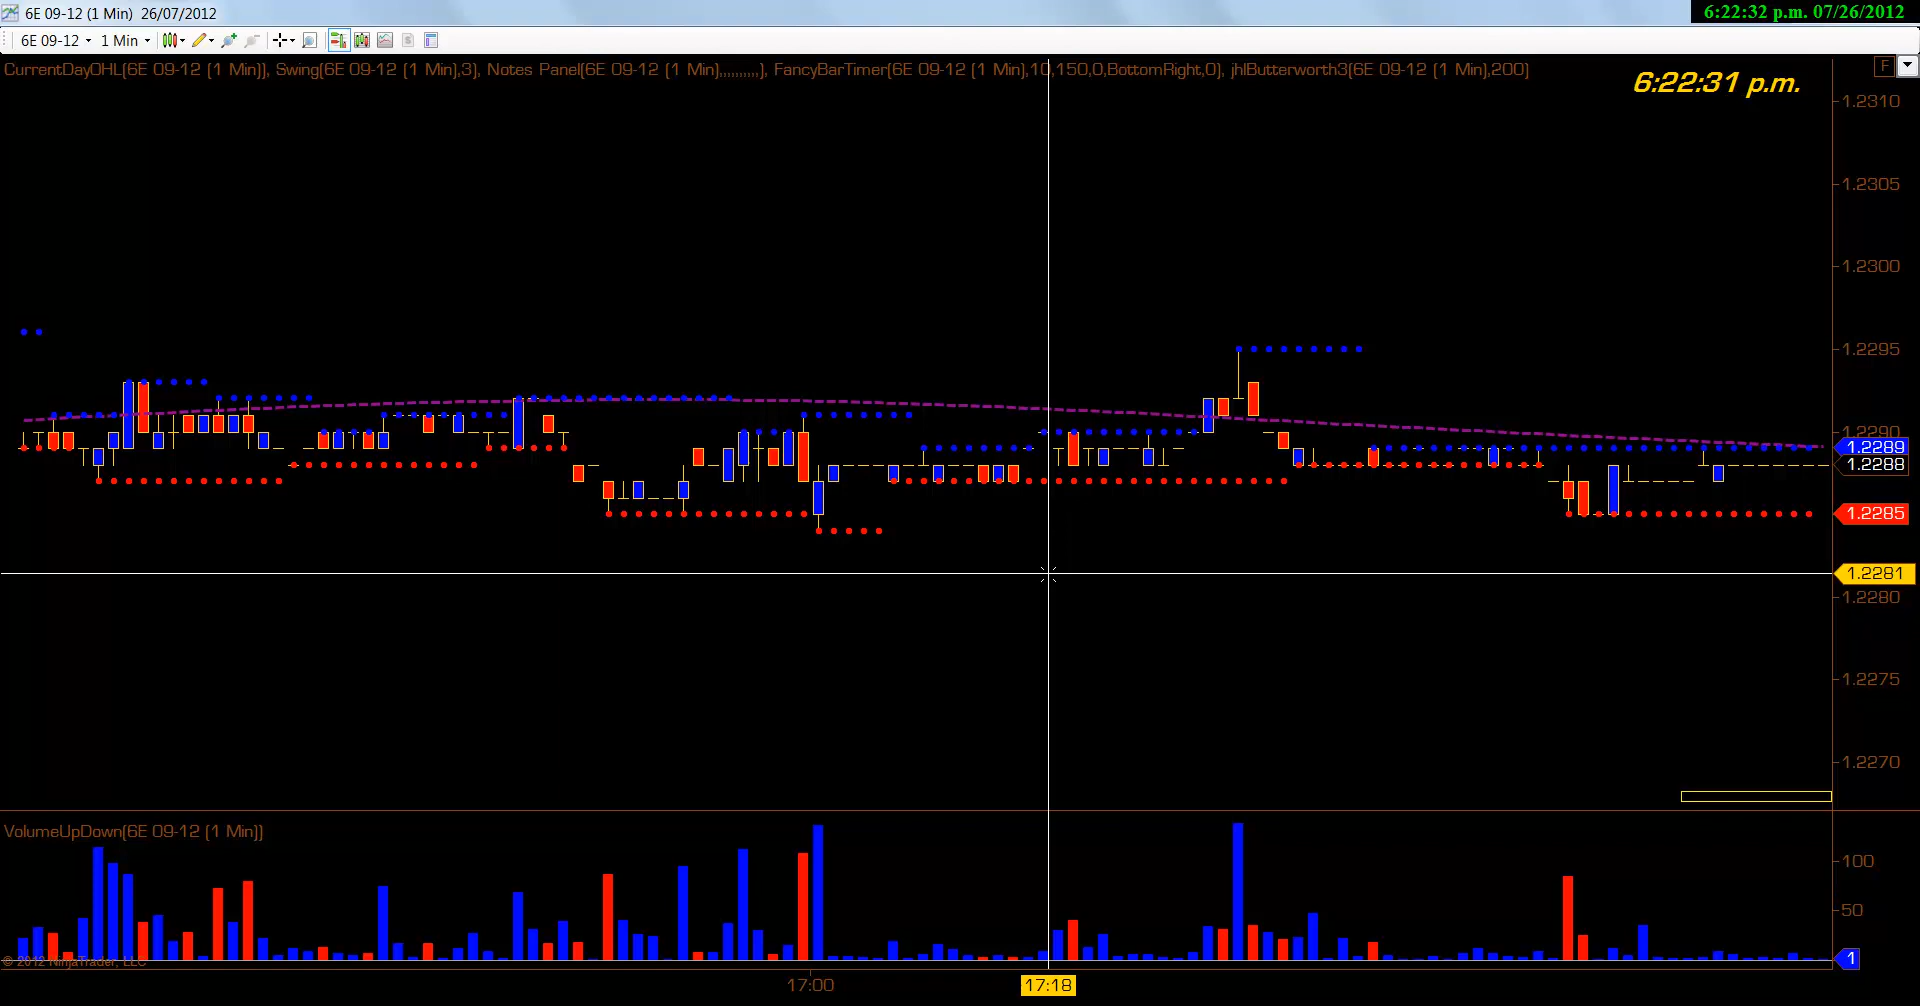 6E 09-12 (1 Min)  26/07/2012
6:22:32 p.m. 07/26/2012
6E 09-12 1 Min
CurrentDayOHL(6E 09-12 (1 Min)), Swing(6E 09-12 (1 Min),3), Notes Panel(6E 09-12 (1 Min),,,,,,,,,,), FancyBarTimer(6E 09-12 (1 Min),10,150,0,BottomRight,0), jhlButterworth3(6E 09-12 (1 Min),200)
F
6:22:31 p.m.
1.2310
1.2305
1.2300
1.2295
1.2290
1.2289
1.2288
1.2285
1.2281
1.2280
1.2275
1.2270
VolumeUpDown(6E 09-12 (1 Min))
100
50
1
© 2012 NinjaTrader, LLC
17:00
17:18